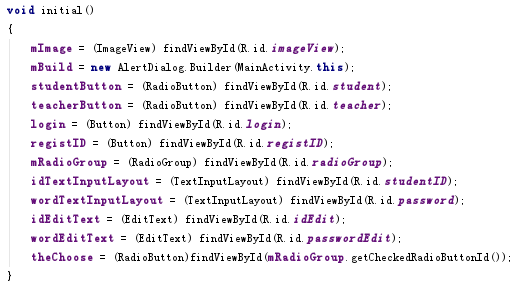 void initial()
{
mImage = (ImageView) findViewById(R.id.imageView);
mBuild = new AlertDialog.Builder(MainActivity.this);
studentButton = (RadioButton) findViewById(R.id.student);
teacherButton = (RadioButton) findViewById(R.id.teacher);
login = (Button) findViewById(R.id.login);
registID = (Button) findViewById(R.id.registID);
mRadioGroup = (RadioGroup) findViewById(R.id.radioGroup);
idTextInputLayout = (TextInputLayout) findViewById(R.id.studentID);
wordTextInputLayout = (TextInputLayout) findViewById(R.id.password);
idEditText = (EditText) findViewById(R.id.idEdit);
wordEditText = (EditText) findViewById(R.id.passwordEdit);
theChoose = (RadioButton)findViewById(mRadioGroup.getCheckedRadioButtonId());
}